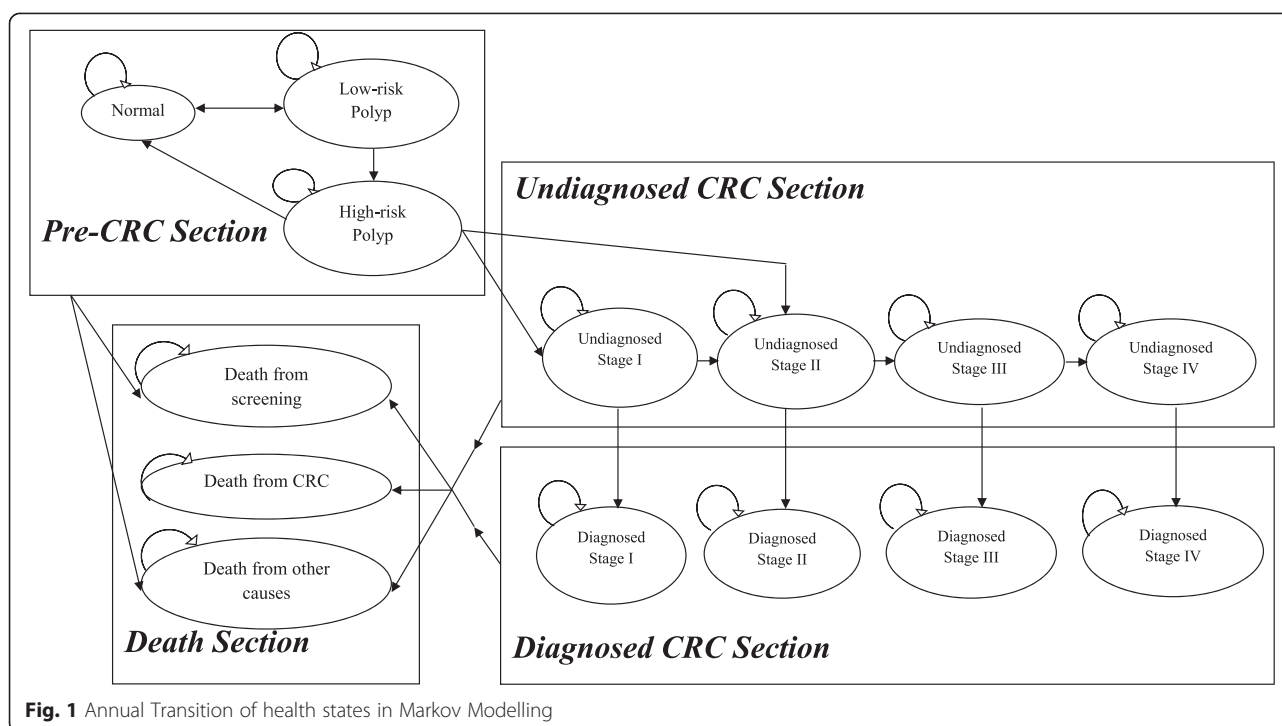 Normal
Low-risk
Polyp
High-risk
Polyp
Pre-CRC Section
Undiagnosed CRC Section
Undiagnosed
Stage I
Undiagnosed
Stage II
Undiagnosed
Stage III
Undiagnosed
Stage IV
Death from
screening
Death from CRC
Death from other
causes
Death Section
Diagnosed
Stage I
Diagnosed
Stage II
Diagnosed
Stage III
Diagnosed
Stage IV
Diagnosed CRC Section
Fig. 1 Annual Transition of health states in Markov Modelling